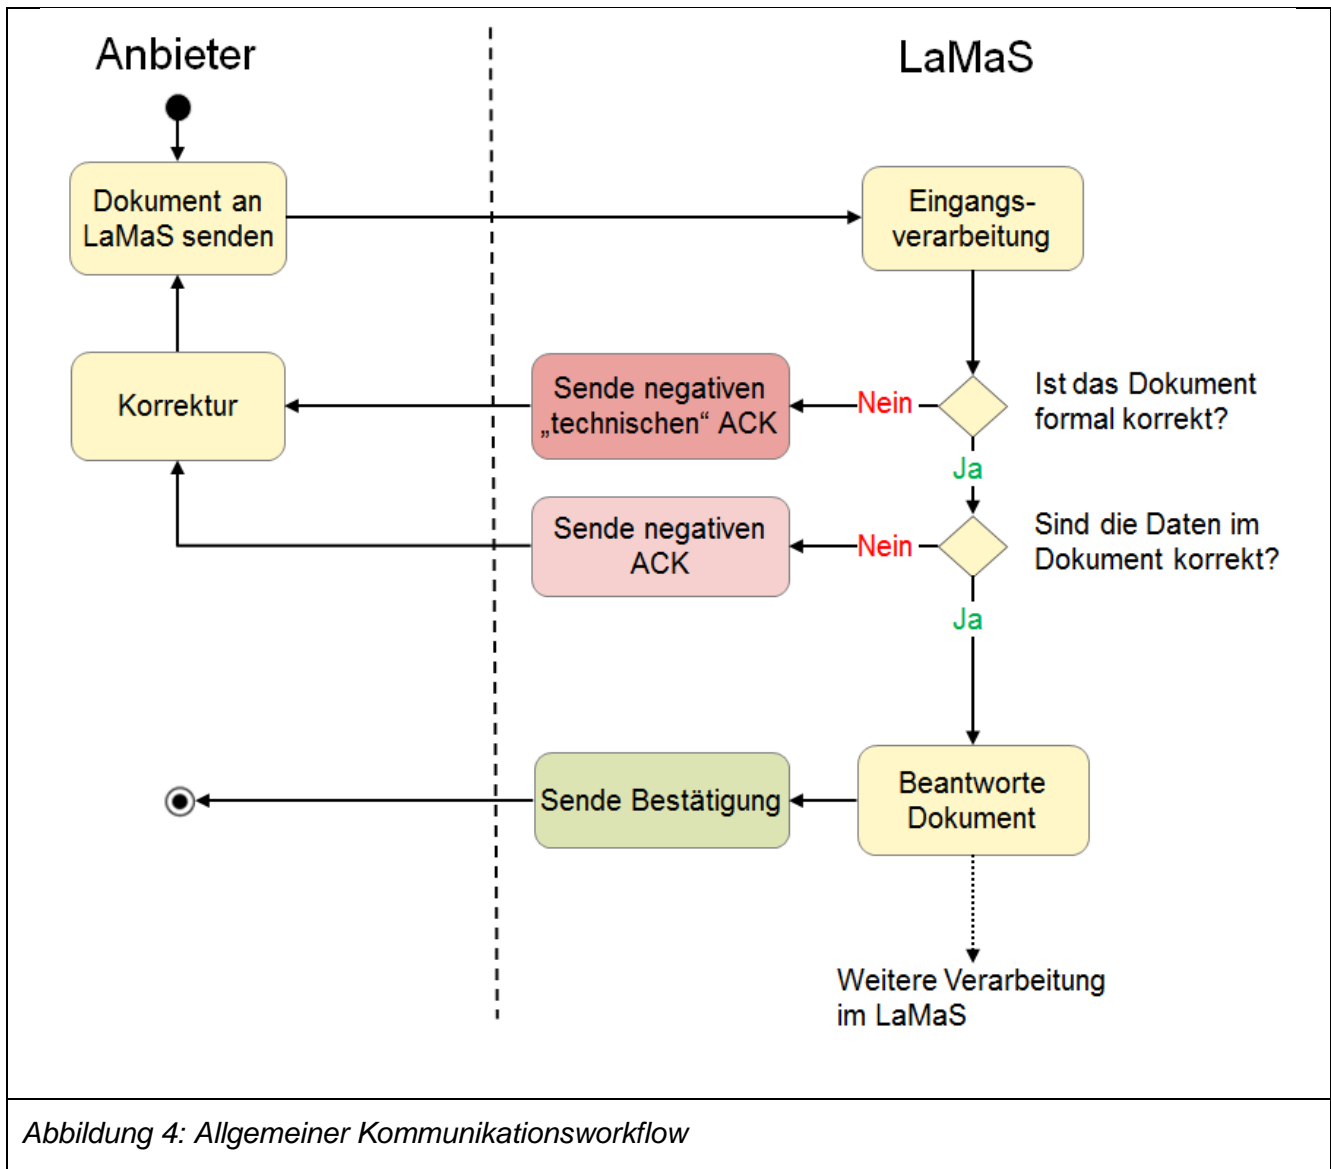 Anbieter
LaMaS
Dokument an
LaMaS senden
Eingangs-
verarbeitung
Korrektur
Sende negativen
„technischen“ ACK
Nein
Ist das Dokument
formal korrekt?
Ja
Sende negativen
ACK
Nein
Sind die Daten im
Dokument korrekt?
Ja
Sende Bestätigung
Beantworte
Dokument
Weitere Verarbeitung
im LaMaS
Abbildung 4: Allgemeiner Kommunikationsworkflow